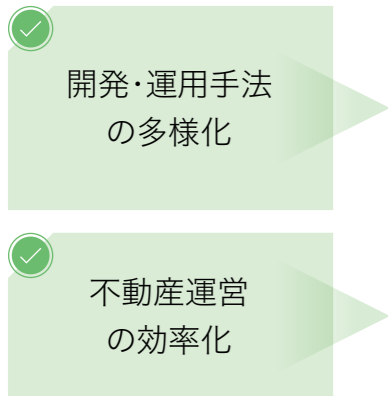 開発・運用手法
の多様化
不動産運営
の効率化